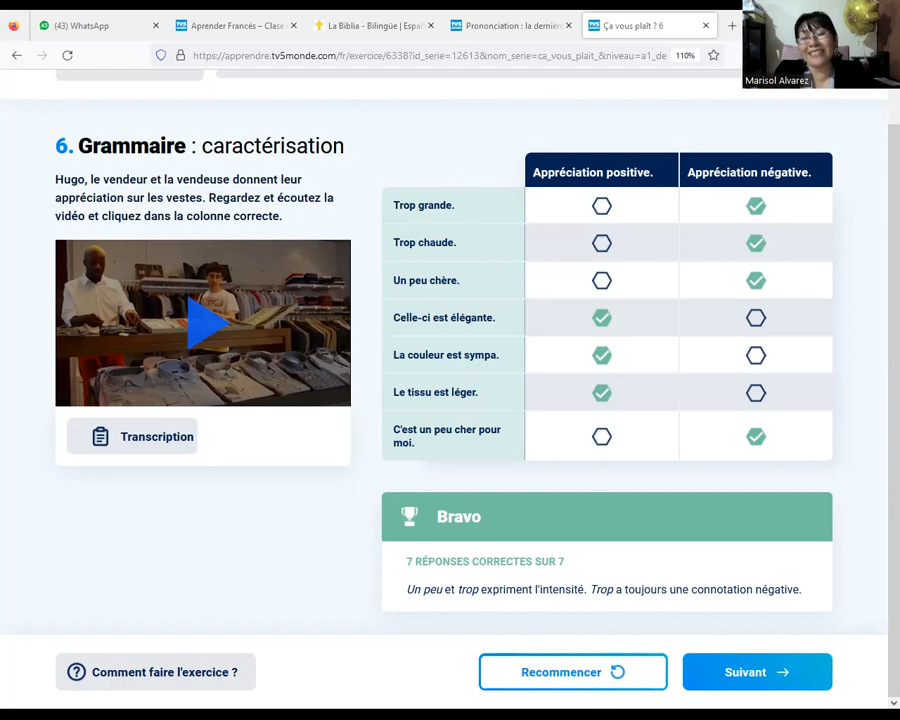 (43) WhatsApp
Aprender Francés – Clase
La Biblia - Bilingüe | Espa
Prononciation : la dernière
Ça vous plaît ? 6
https://apprendre.tv5monde.com/fr/exercice/6338?id_serie=12613&nom_serie=ca_vous_plait_&niveau=a1_de
110%
Marisol Alvarez
6. Grammaire : caractérisation
Hugo, le vendeur et la vendeuse donnent leur
appréciation sur les vestes. Regardez et écoutez la
vidéo et cliquez dans la colonne correcte.
Transcription
Appréciation positive. Appréciation négative.
Trop grande.
Trop chaude.
Un peu chère.
Celle-ci est élégante.
La couleur est sympa.
Le tissu est léger.
C'est un peu cher pour
moi.
Bravo
7 RÉPONSES CORRECTES SUR 7
Un peu et trop expriment l'intensité. Trop a toujours une connotation négative.
Comment faire l'exercice ?
Recommencer
Suivant